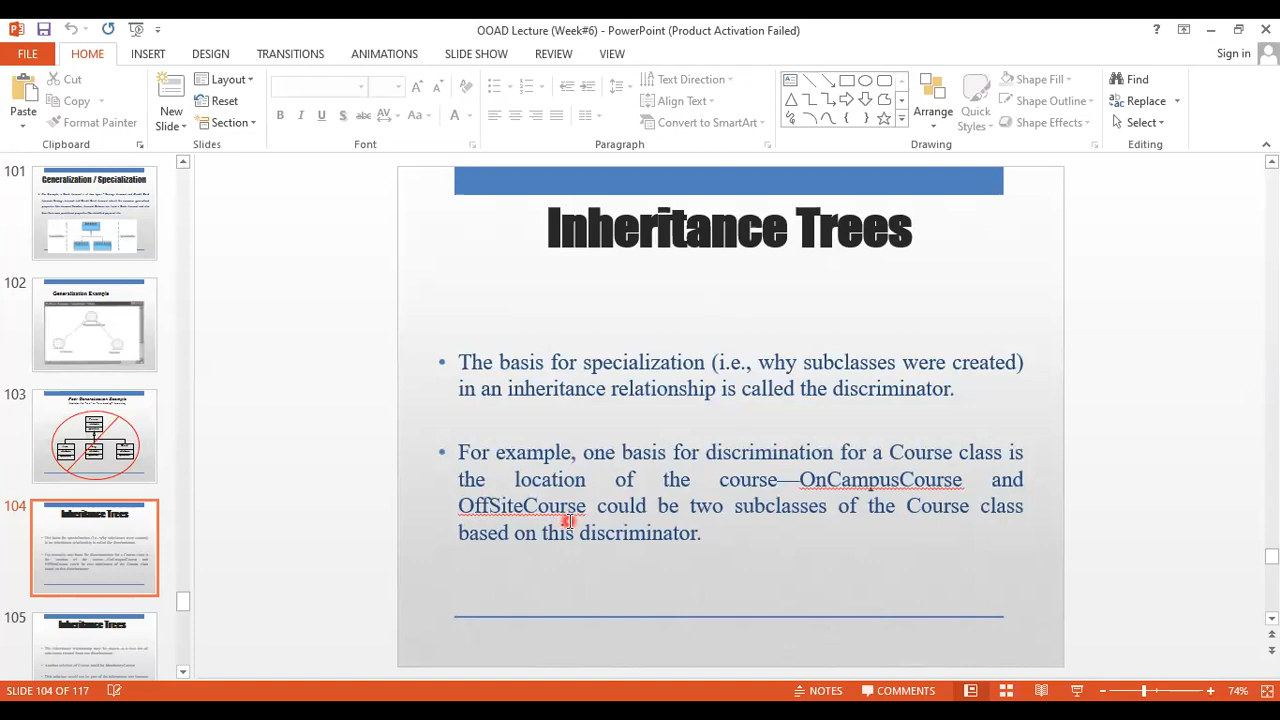 OOAD Lecture (Week#6) - PowerPoint (Product Activation Failed)
Sign in
FILE HOME INSERT DESIGN TRANSITIONS ANIMATIONS SLIDE SHOW REVIEW VIEW
Paste
Cut
Copy
Format Painter
Clipboard
New
Slide
Layout
Reset
Section
Slides
Font
Text Direction
Align Text
Convert to SmartArt
Paragraph
Arrange
Quick
Styles
Shape Fill
Shape Outline
Shape Effects
Drawing
Find
Replace
Select
Editing
101
Generalization / Specialization
102
Generalization Example
103
Poor Generalization Example
104
Inheritance Trees
105
Inheritance Trees
Inheritance Trees
• The basis for specialization (i.e., why subclasses were created)
in an inheritance relationship is called the discriminator.
• For example, one basis for discrimination for a Course class is
the location of the course—OnCampusCourse and
OffSiteCourse could be two subclasses of the Course class
based on this discriminator.
SLIDE 104 OF 117
NOTES COMMENTS 74%